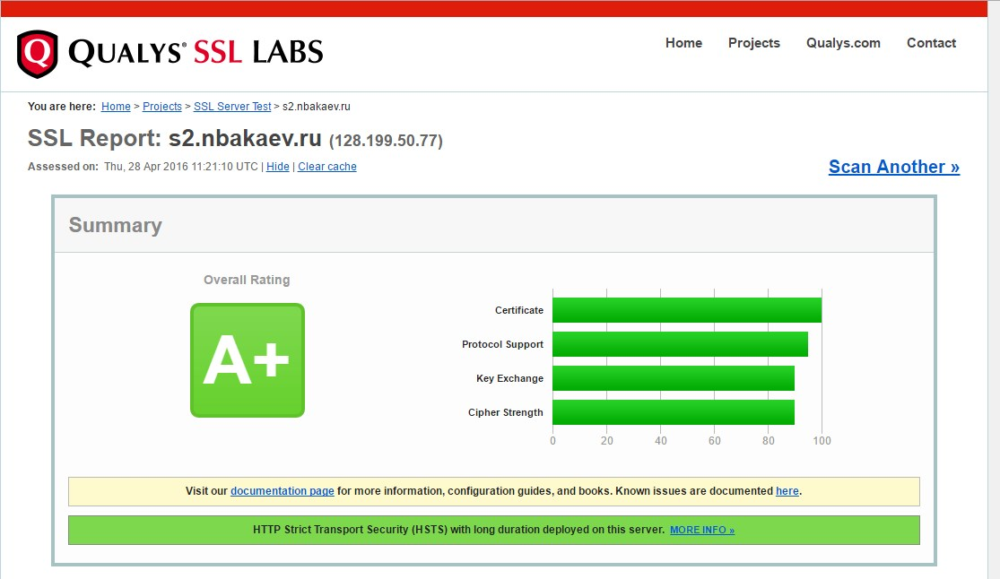 QUALYS® SSL LABS
Home Projects Qualys.com Contact
You are here: Home > Projects > SSL Server Test > s2.nbakaev.ru
SSL Report: s2.nbakaev.ru (128.199.50.77)
Assessed on: Thu, 28 Apr 2016 11:21:10 UTC | Hide | Clear cache
Scan Another »
Summary
Overall Rating
A+
Certificate
Protocol Support
Key Exchange
Cipher Strength
0 20 40 60 80 100
Visit our documentation page for more information, configuration guides, and books. Known issues are documented here.
HTTP Strict Transport Security (HSTS) with long duration deployed on this server. MORE INFO »